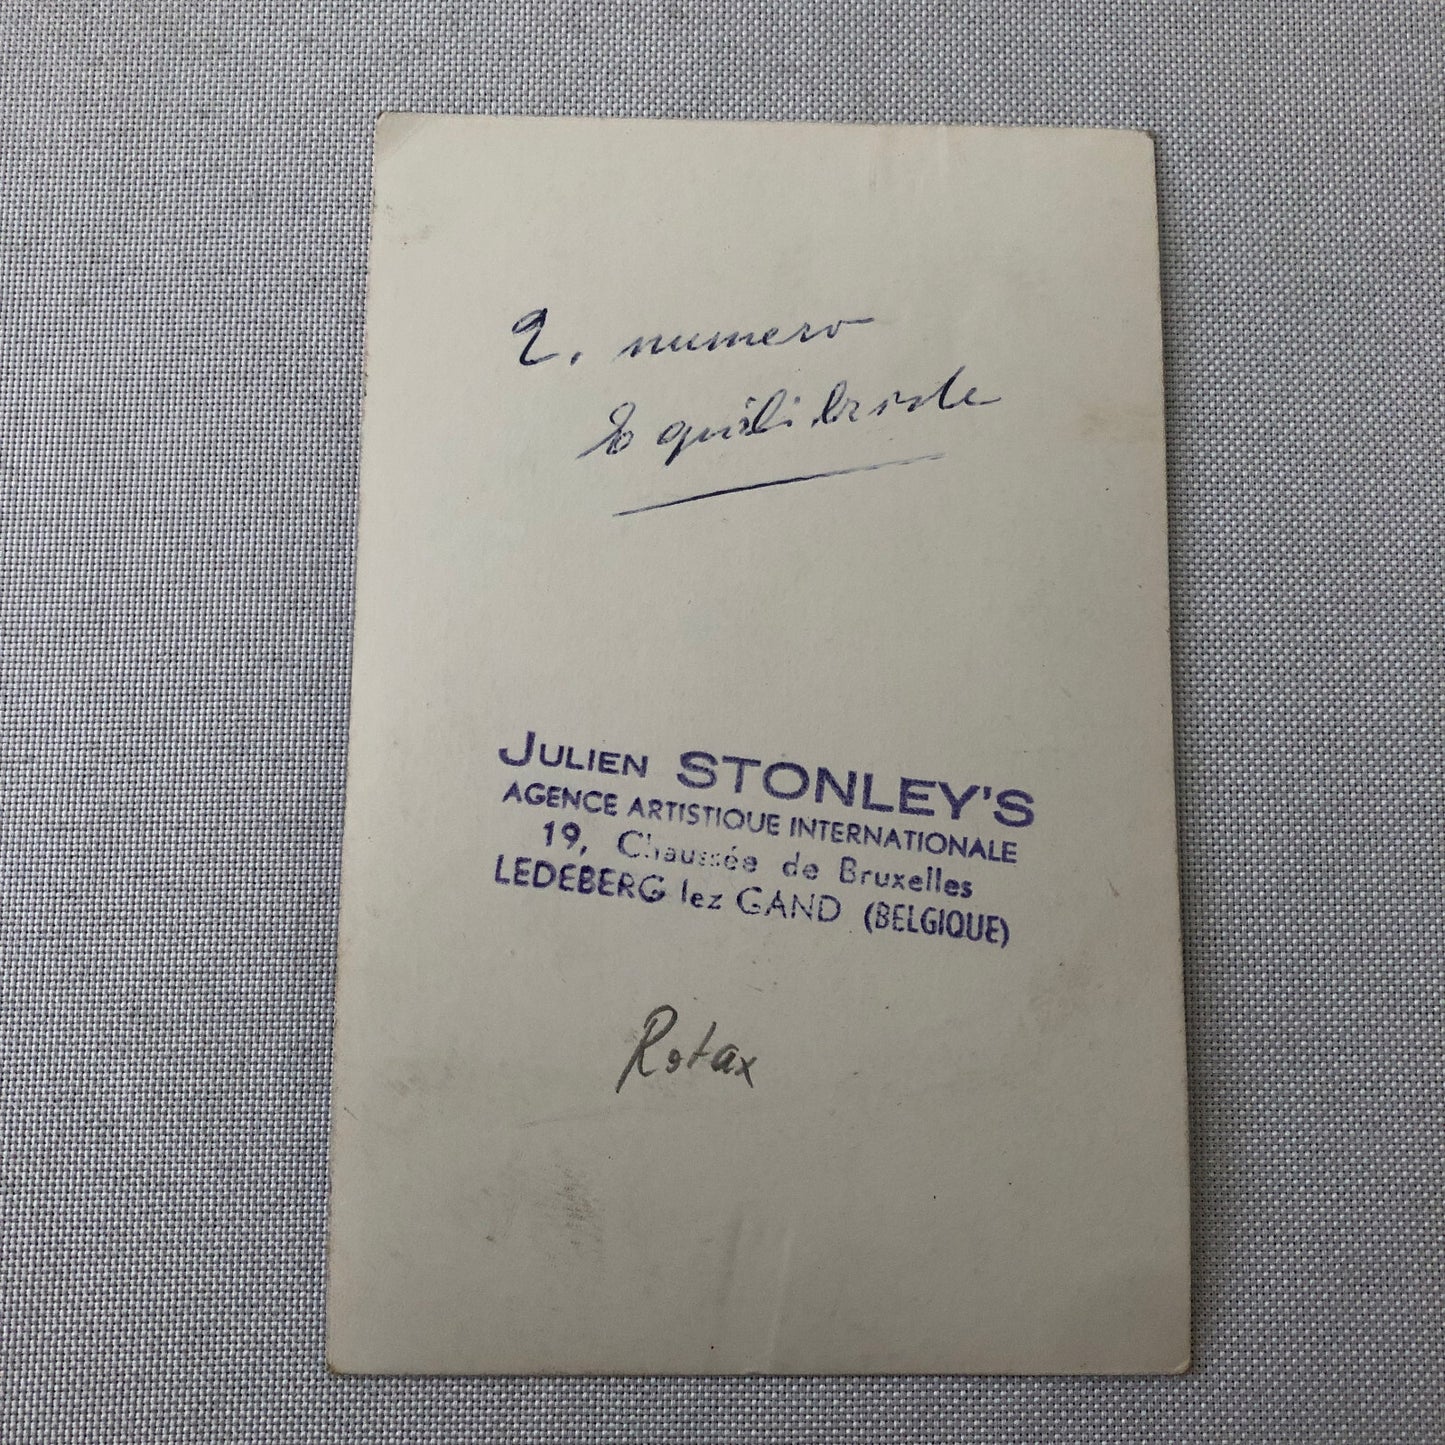 2. numero
Equilibriste
JULIEN STONLEY'S
AGENCE ARTISTIQUE INTERNATIONALE
19, Chaussée de Bruxelles
LEDEBERG lez GAND (BELGIQUE)
Rotax